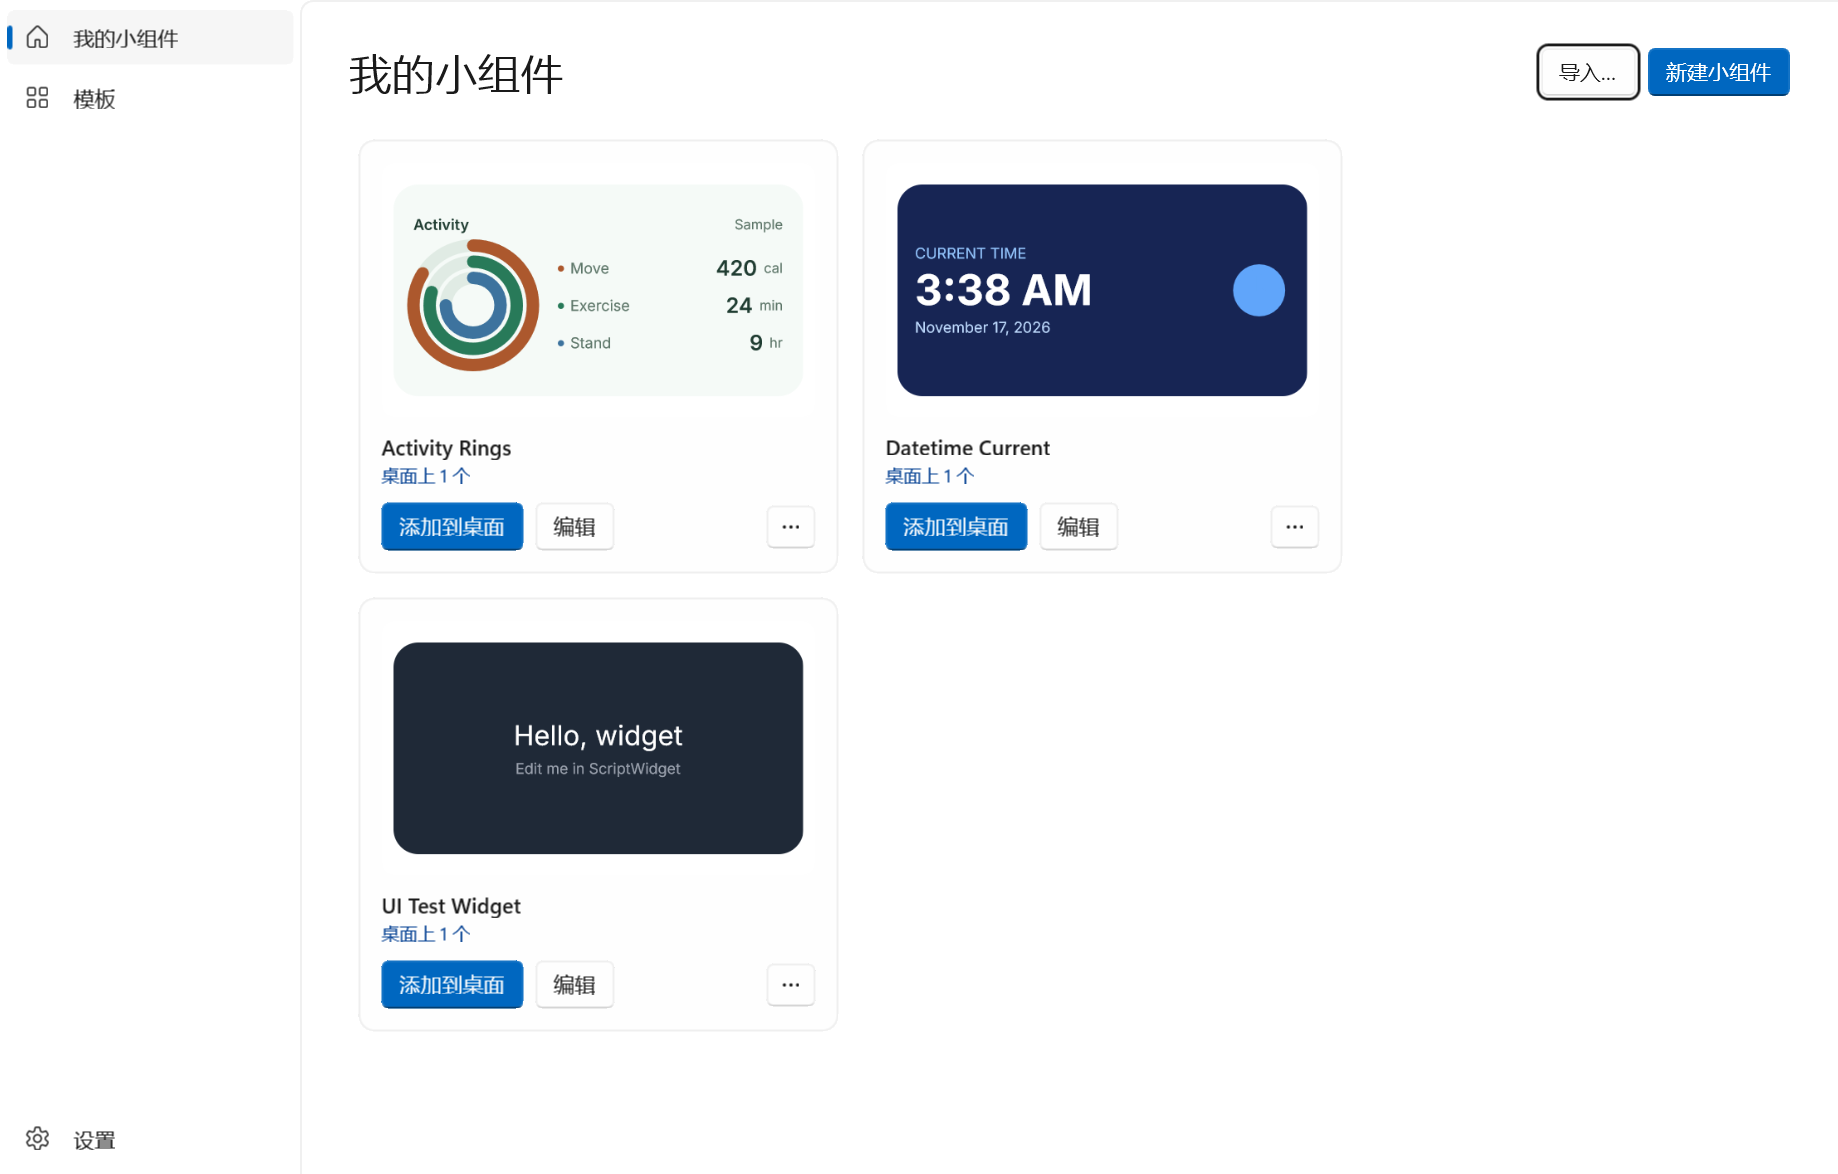 我的小组件
模板
设置
我的小组件
导入...
新建小组件
Activity
Sample
Move 420 cal
Exercise 24 min
Stand 9 hr
Activity Rings
桌面上 1 个
添加到桌面
编辑
CURRENT TIME
3:38 AM
November 17, 2026
Datetime Current
桌面上 1 个
添加到桌面
编辑
Hello, widget
Edit me in ScriptWidget
UI Test Widget
桌面上 1 个
添加到桌面
编辑